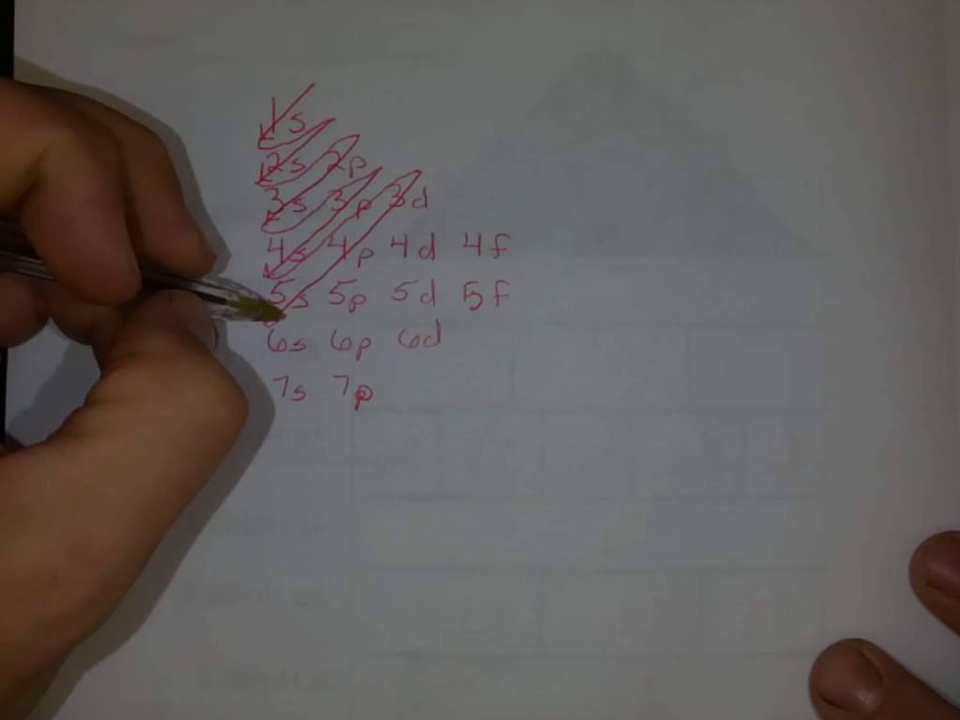 1s
2s 2p
3s 3p 3d
4s 4p 4d 4f
5s 5p 5d 5f
6s 6p 6d
7s 7p